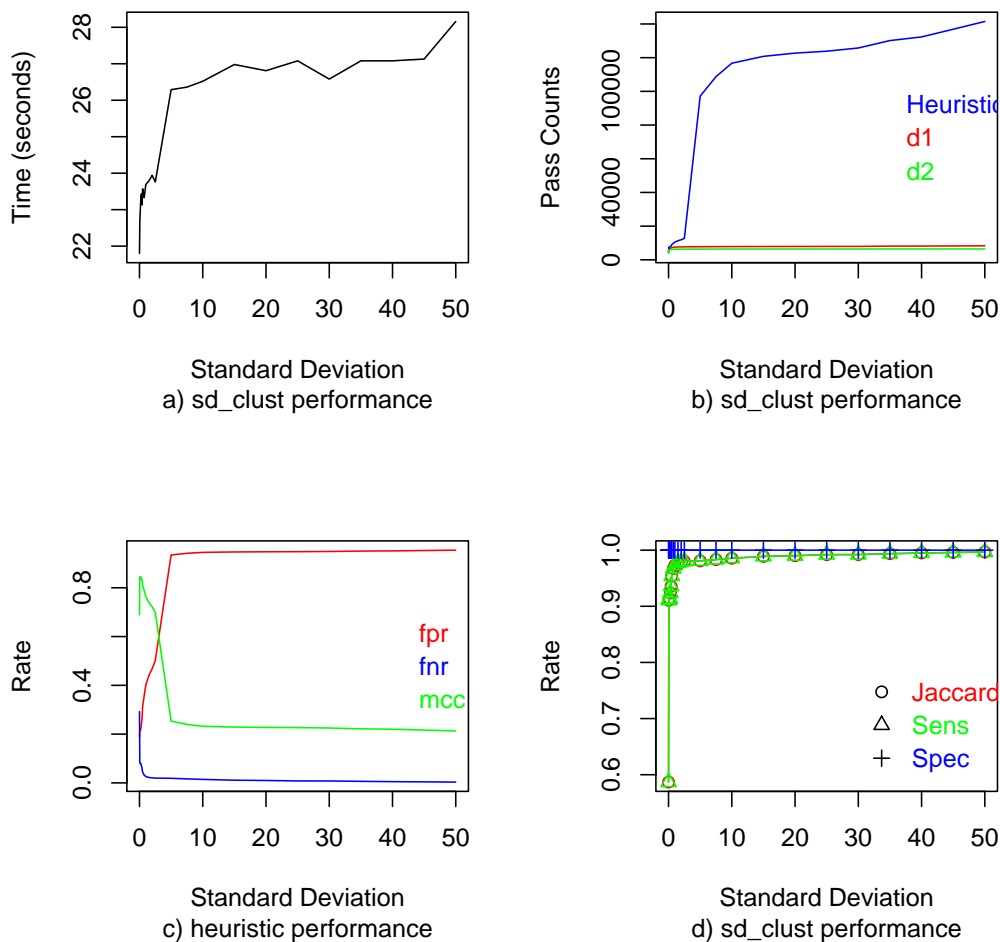 Time (seconds)
22 24 26 28
0 10 20 30 40 50
Standard Deviation
a) sd_clust performance
Pass Counts
0 40000 100000
Heuristic
d1
d2
0 10 20 30 40 50
Standard Deviation
b) sd_clust performance
Rate
0.0 0.4 0.8
fpr
fnr
mcc
0 10 20 30 40 50
Standard Deviation
c) heuristic performance
Rate
0.6 0.7 0.8 0.9 1.0
Jaccard
Sens
Spec
0 10 20 30 40 50
Standard Deviation
d) sd_clust performance